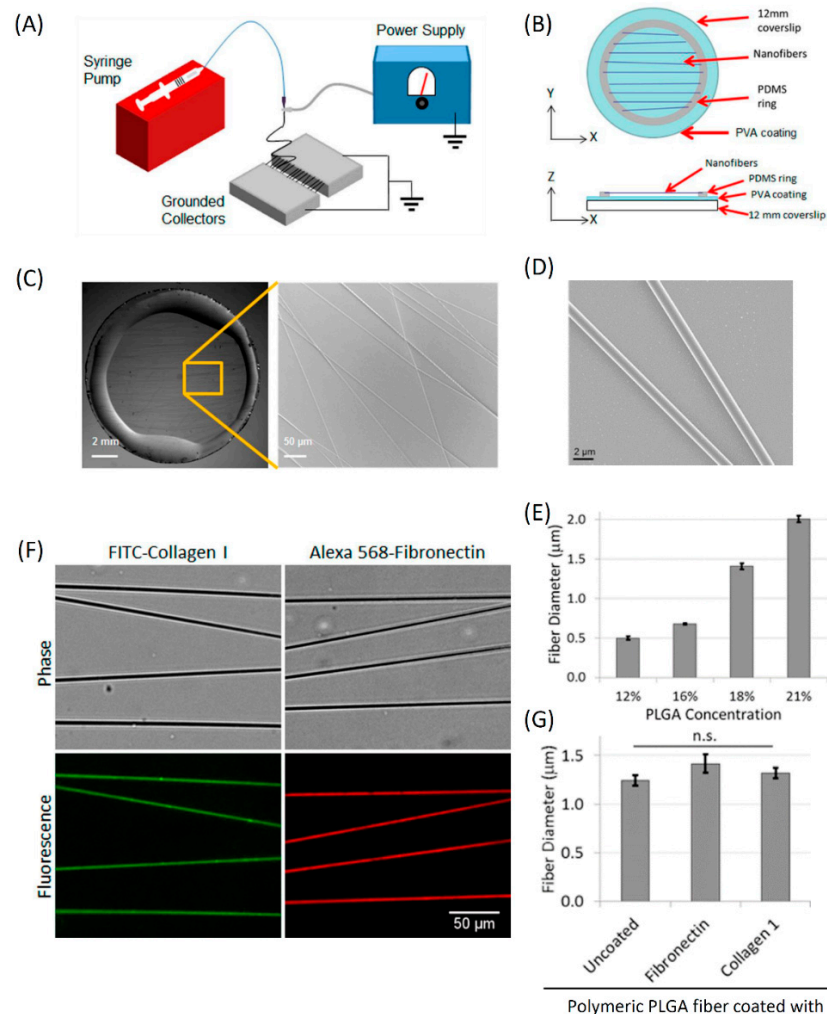 (A)
Syringe
Pump
Power Supply
Grounded
Collectors
(B)
12mm
coverslip
Nanofibers
PDMS
ring
PVA coating
Y
X
Nanofibers
PDMS ring
PVA coating
12 mm coverslip
Z
X
(C)
2 mm
50 µm
(D)
2 µm
(E)
Fiber Diameter (µm)
2.0
1.5
1.0
0.5
0.0
12% 16% 18% 21%
PLGA Concentration
(F)
FITC-Collagen I
Alexa 568-Fibronectin
Phase
Fluorescence
50 µm
(G)
n.s.
Fiber Diameter (µm)
1.5
1.0
1.5
0.0
Uncoated
Fibronectin
Collagen 1
Polymeric PLGA fiber coated with